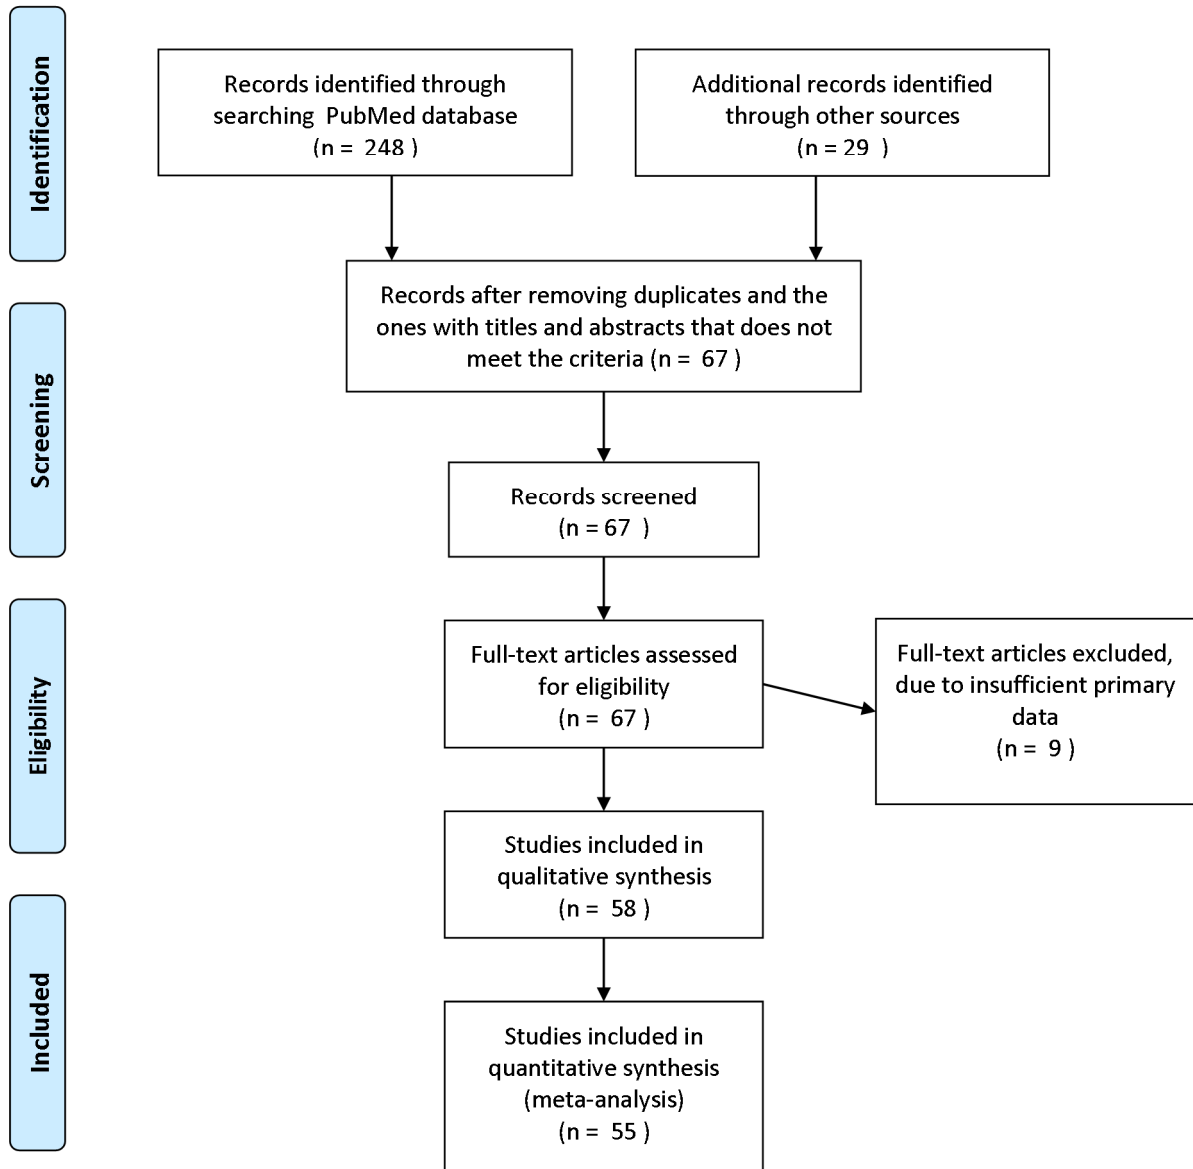 Identification
Records identified through
searching PubMed database
(n = 248 )
Additional records identified
through other sources
(n = 29 )
Records after removing duplicates and the
ones with titles and abstracts that does not
meet the criteria (n = 67 )
Screening
Records screened
(n = 67 )
Eligibility
Full-text articles assessed
for eligibility
(n = 67 )
Full-text articles excluded,
due to insufficient primary
data
(n = 9 )
Studies included in
qualitative synthesis
(n = 58 )
Included
Studies included in
quantitative synthesis
(meta-analysis)
(n = 55 )